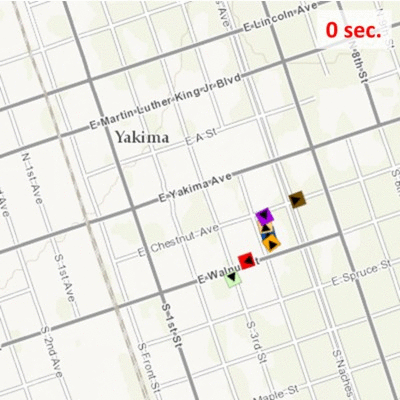 0 sec.
E Lincoln Ave
N 8th St
E Martin Luther King Jr Blvd
Yakima
E A St
N 1st Ave
E Yakima Ave
E Chestnut Ave
E Walnut
S 1st Ave
E Spruce St
S 1st St
S 3rd St
S 2nd Ave
S Front St
S Naches
Maple St